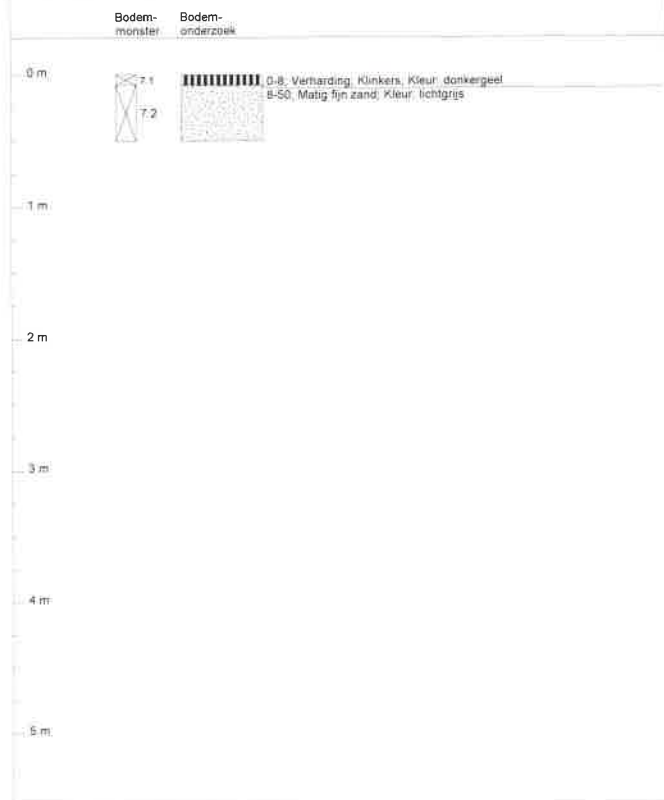 Bodem-
monster
Bodem-
onderzoek
0 m
7.1
0-8; Verharding; Klinkers; Kleur: donkergeel
8-50; Matig fijn zand; Kleur: lichtgrijs
7.2
1 m
2 m
3 m
4 m
5 m